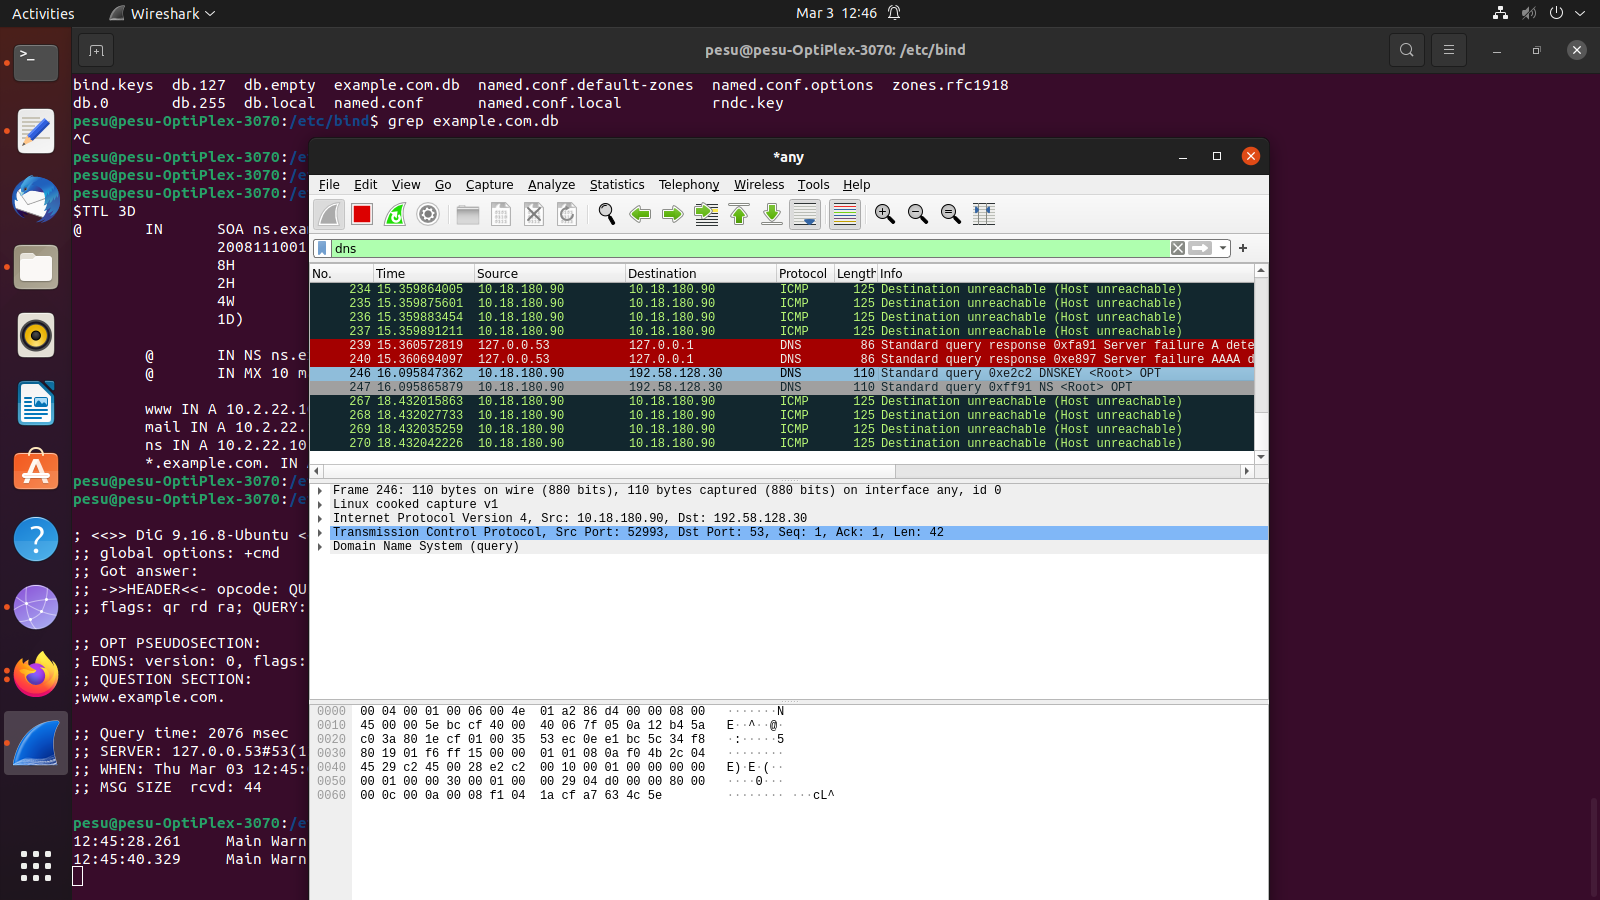 Activities Wireshark Mar 3 12:46
pesu@pesu-OptiPlex-3070: /etc/bind
bind.keys db.127 db.empty example.com.db named.conf.default-zones named.conf.options zones.rfc1918
db.0 db.255 db.local named.conf named.conf.local rndc.key
pesu@pesu-OptiPlex-3070:/etc/bind$ grep example.com.db
^C
pesu@pesu-OptiPlex-3070:/e
pesu@pesu-OptiPlex-3070:/e
pesu@pesu-OptiPlex-3070:/e
$TTL 3D
@ IN SOA ns.exa
2008111001
8H
2H
4W
1D)
@ IN NS ns.e
@ IN MX 10 m
www IN A 10.2.22.1
mail IN A 10.2.22.
ns IN A 10.2.22.10
*.example.com. IN
pesu@pesu-OptiPlex-3070:/e
pesu@pesu-OptiPlex-3070:/e
; <<>> DiG 9.16.8-Ubuntu <
;; global options: +cmd
;; Got answer:
;; ->>HEADER<<- opcode: QU
;; flags: qr rd ra; QUERY:
;; OPT PSEUDOSECTION:
; EDNS: version: 0, flags:
;; QUESTION SECTION:
;www.example.com.
;; Query time: 2076 msec
;; SERVER: 127.0.0.53#53(1
;; WHEN: Thu Mar 03 12:45:
;; MSG SIZE rcvd: 44
pesu@pesu-OptiPlex-3070:/e
12:45:28.261 Main Warn
12:45:40.329 Main Warn
*any
File Edit View Go Capture Analyze Statistics Telephony Wireless Tools Help
dns
No. Time Source Destination Protocol Length Info
234 15.359864005 10.18.180.90 10.18.180.90 ICMP 125 Destination unreachable (Host unreachable)
235 15.359875601 10.18.180.90 10.18.180.90 ICMP 125 Destination unreachable (Host unreachable)
236 15.359883454 10.18.180.90 10.18.180.90 ICMP 125 Destination unreachable (Host unreachable)
237 15.359891211 10.18.180.90 10.18.180.90 ICMP 125 Destination unreachable (Host unreachable)
239 15.360572819 127.0.0.53 127.0.0.1 DNS 86 Standard query response 0xfa91 Server failure A dete
240 15.360694097 127.0.0.53 127.0.0.1 DNS 86 Standard query response 0xe897 Server failure AAAA d
246 16.095847362 10.18.180.90 192.58.128.30 DNS 110 Standard query 0xe2c2 DNSKEY <Root> OPT
247 16.095865879 10.18.180.90 192.58.128.30 DNS 110 Standard query 0xff91 NS <Root> OPT
267 18.432015863 10.18.180.90 10.18.180.90 ICMP 125 Destination unreachable (Host unreachable)
268 18.432027733 10.18.180.90 10.18.180.90 ICMP 125 Destination unreachable (Host unreachable)
269 18.432035259 10.18.180.90 10.18.180.90 ICMP 125 Destination unreachable (Host unreachable)
270 18.432042226 10.18.180.90 10.18.180.90 ICMP 125 Destination unreachable (Host unreachable)
Frame 246: 110 bytes on wire (880 bits), 110 bytes captured (880 bits) on interface any, id 0
Linux cooked capture v1
Internet Protocol Version 4, Src: 10.18.180.90, Dst: 192.58.128.30
Transmission Control Protocol, Src Port: 52993, Dst Port: 53, Seq: 1, Ack: 1, Len: 42
Domain Name System (query)
0000 00 04 00 01 00 06 00 4e 01 a2 86 d4 00 00 08 00 ·······N
0010 45 00 00 5e bc cf 40 00 40 06 7f 05 0a 12 b4 5a E··^··@·
0020 c0 3a 80 1e cf 01 00 35 53 ec 0e e1 bc 5c 34 f8 ·:·····5
0030 80 19 01 f6 ff 15 00 00 01 01 08 0a f0 4b 2c 04 ········
0040 45 29 c2 45 00 28 e2 c2 00 10 00 01 00 00 00 00 E)·E·(··
0050 00 01 00 00 30 00 01 00 00 29 04 d0 00 00 80 00 ····0···
0060 00 0c 00 0a 00 08 f1 04 1a cf a7 63 4c 5e ········ ···cL^